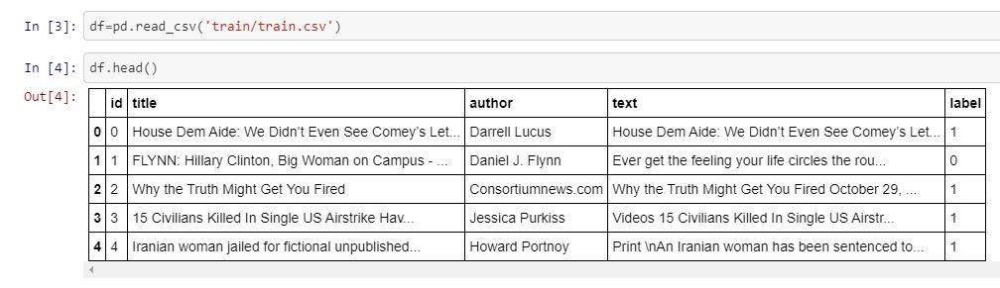 In [3]: df=pd.read_csv('train/train.csv')
In [4]: df.head()
Out[4]:
id title author text label
0 0 House Dem Aide: We Didn’t Even See Comey’s Let... Darrell Lucus House Dem Aide: We Didn’t Even See Comey’s Let... 1
1 1 FLYNN: Hillary Clinton, Big Woman on Campus - ... Daniel J. Flynn Ever get the feeling your life circles the rou... 0
2 2 Why the Truth Might Get You Fired Consortiumnews.com Why the Truth Might Get You Fired October 29, ... 1
3 3 15 Civilians Killed In Single US Airstrike Hav... Jessica Purkiss Videos 15 Civilians Killed In Single US Airstr... 1
4 4 Iranian woman jailed for fictional unpublished... Howard Portnoy Print \nAn Iranian woman has been sentenced to... 1